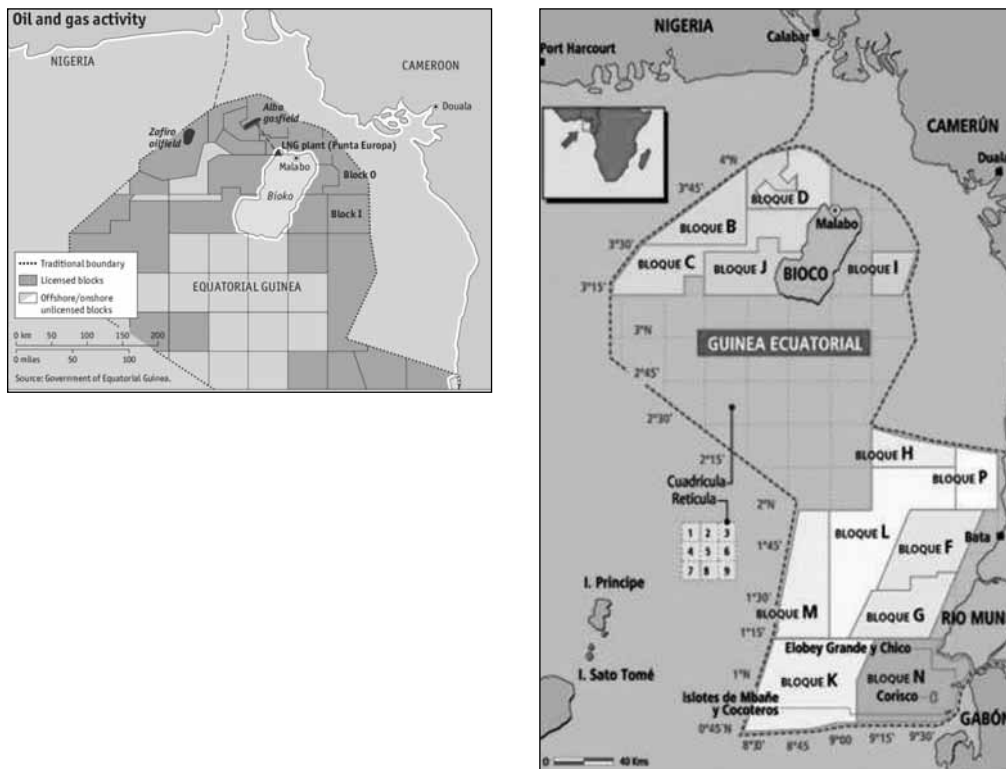 Oil and gas activity
NIGERIA
CAMEROON
Douala
Alba
gasfield
Zafiro
oilfield
LNG plant (Punta Europa)
Malabo
Block O
Bioko
Block I
Traditional boundary
Licensed blocks
Offshore/onshore
unlicensed blocks
EQUATORIAL GUINEA
0 km 50 100 150 200
0 miles 50 100
Source: Government of Equatorial Guinea.
NIGERIA
Calabar
Port Harcourt
CAMERÚN
Duala
4°N
3°45'
BLOQUE D
BLOQUE B
Malabo
3°30'
BLOQUE C
BLOQUE J
BIOCO
BLOQUE I
3°15'
3°N
GUINEA ECUATORIAL
2°45'
2°30'
BLOQUE H
2°15'
BLOQUE P
Cuadrícula
Retícula
2°N
1 2 3
4 5 6
7 8 9
1°45'
BLOQUE L
BLOQUE F
Bata
I. Principe
1°30'
BLOQUE M
BLOQUE G
RIO MUN
1°15'
Elobey Grande y Chico
I. Sato Tomé
1°N
BLOQUE K
BLOQUE N
Corisco
Islotes de Mbañe
y Cocoteros
GABÓN
0°45'N
8°45 9°00 9°15' 9°30'
0 40 Kms